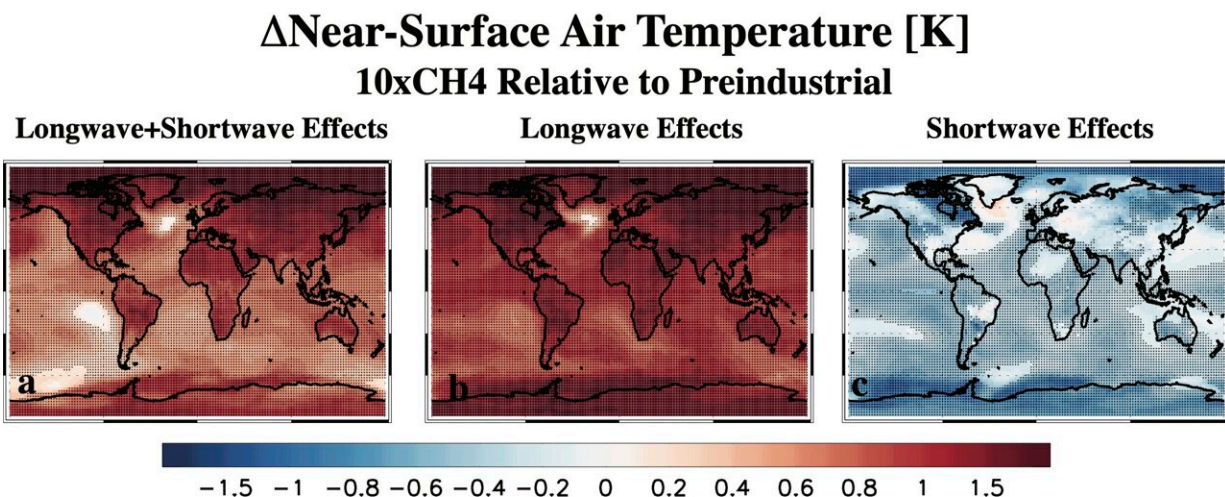 ΔNear-Surface Air Temperature [K]
10xCH4 Relative to Preindustrial
Longwave+Shortwave Effects
Longwave Effects
Shortwave Effects
a
b
c
−1.5 −1 −0.8 −0.6 −0.4 −0.2 0 0.2 0.4 0.6 0.8 1 1.5